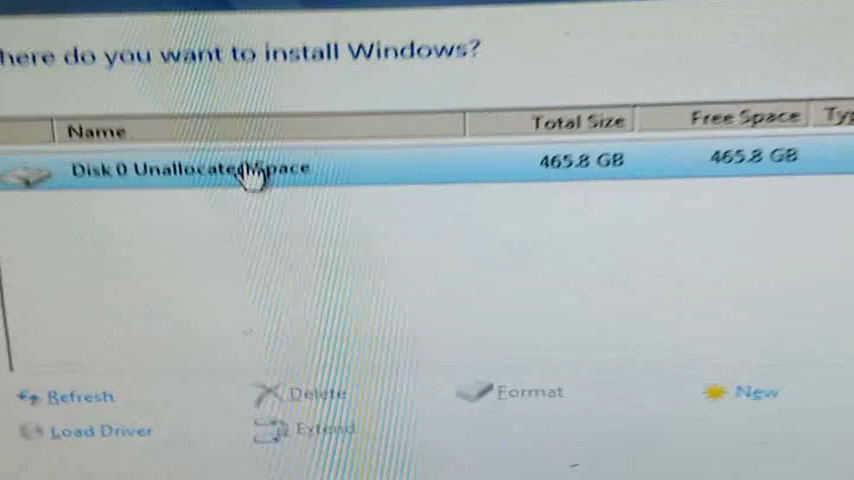 here do you want to install Windows?
Name Total Size Free Space Typ
Disk 0 Unallocated Space 465.8 GB 465.8 GB
Refresh Delete Format New
Load Driver Extend